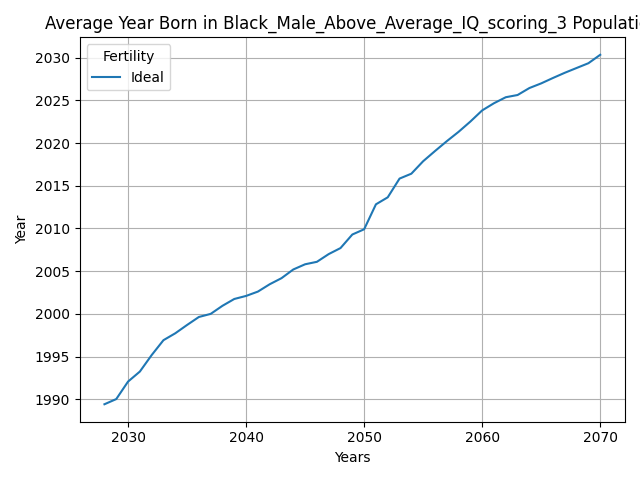 Average Year Born in Black_Male_Above_Average_IQ_scoring_3 Populati
Fertility
Ideal
2030
2025
2020
2015
2010
2005
2000
1995
1990
Year
2030 2040 2050 2060 2070
Years